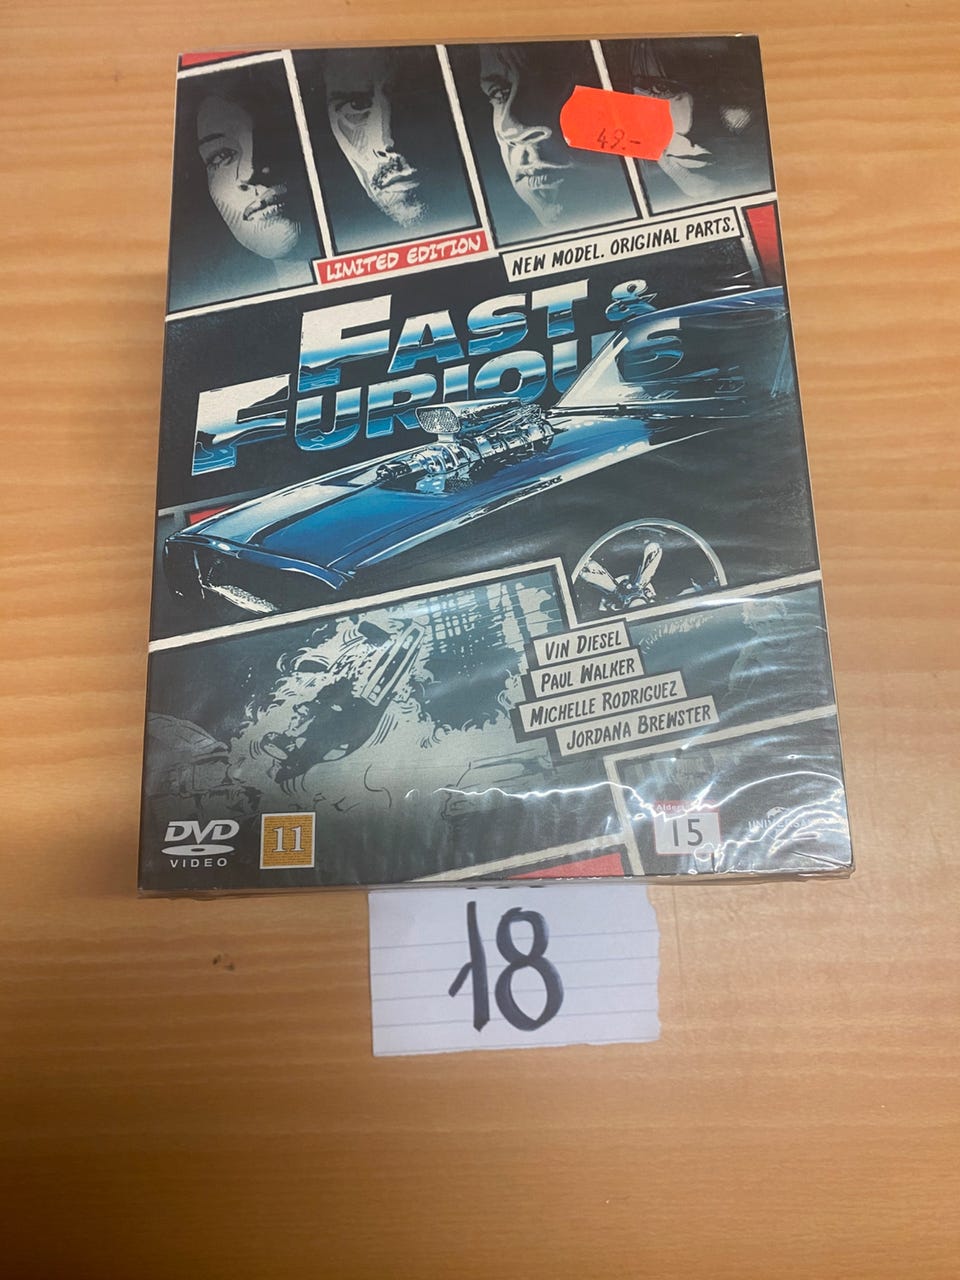 49.-
LIMITED EDITION
NEW MODEL. ORIGINAL PARTS.
FAST &
FURIOUS
VIN DIESEL
PAUL WALKER
MICHELLE RODRIGUEZ
JORDANA BREWSTER
DVD
VIDEO
11
15
UNIVERSAL
18